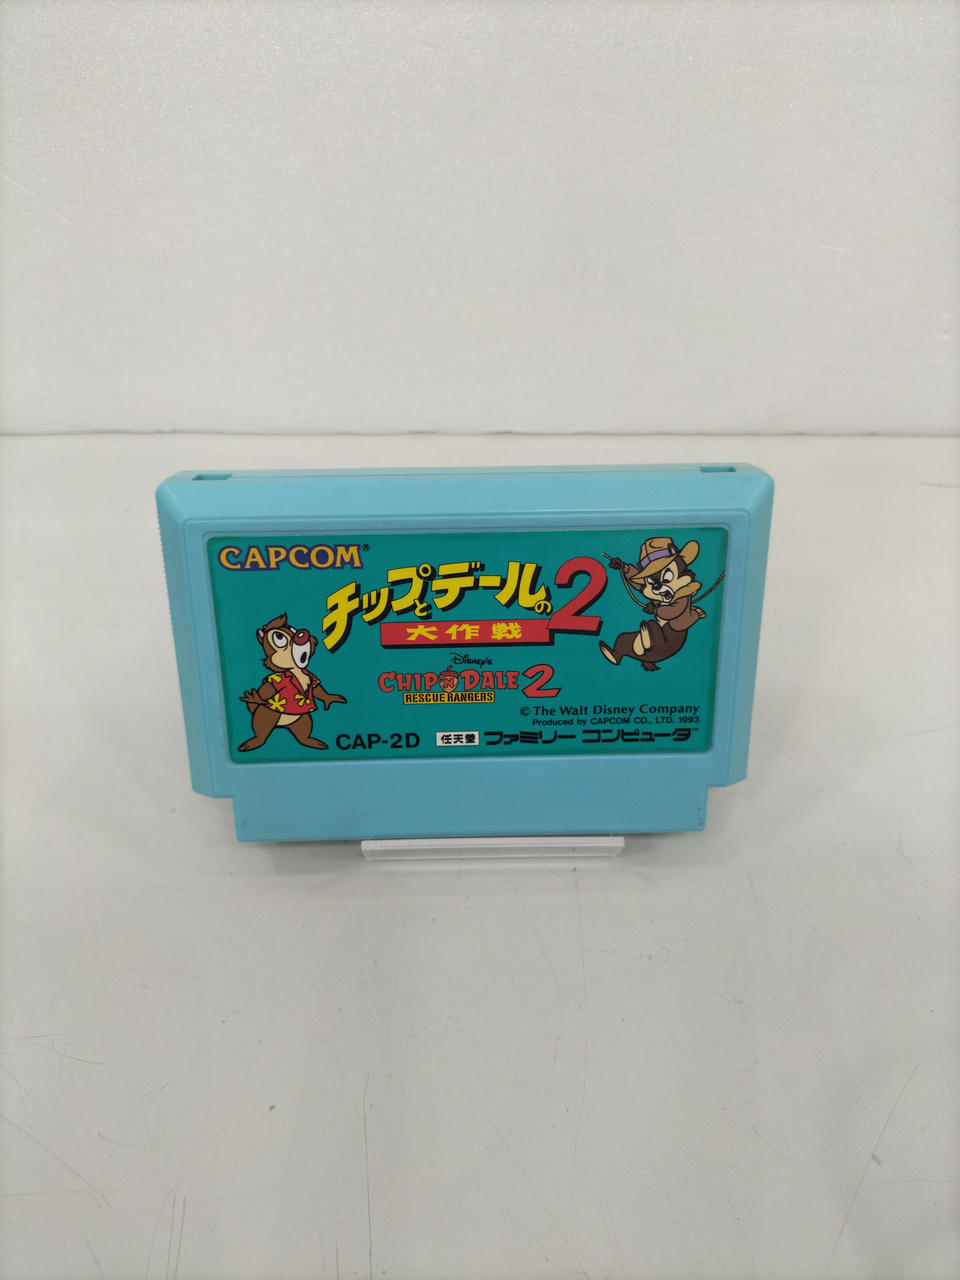 CAPCOM®
チップとデールの2
大作戦
Disney's
CHIP 'N DALE 2
RESCUE RANGERS
© The Walt Disney Company
Produced by CAPCOM CO., LTD. 1993
CAP-2D 任天堂 ファミリー コンピュータ™